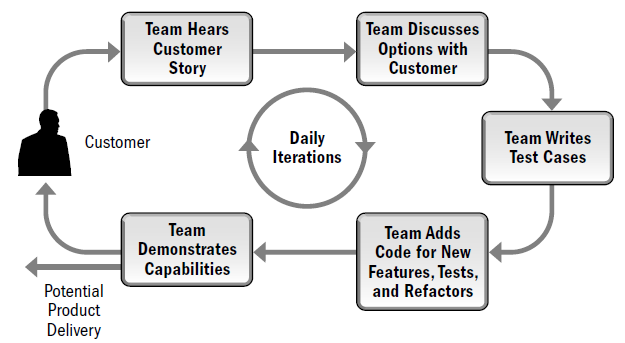 Team Hears
Customer
Story
Team Discusses
Options with
Customer
Customer
Daily
Iterations
Team Writes
Test Cases
Team
Demonstrates
Capabilities
Team Adds
Code for New
Features, Tests,
and Refactors
Potential
Product
Delivery